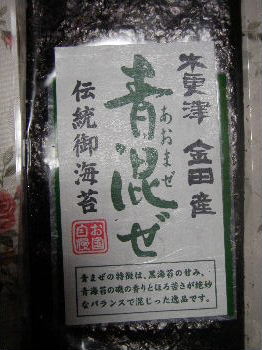 木更津 金田産
青混ぜ
あおまぜ
伝統御海苔
お国自慢
青まぜの特徴は、黒海苔の甘み、
青海苔の磯の香りとほろ苦さが絶妙
なバランスで混じった逸品です。